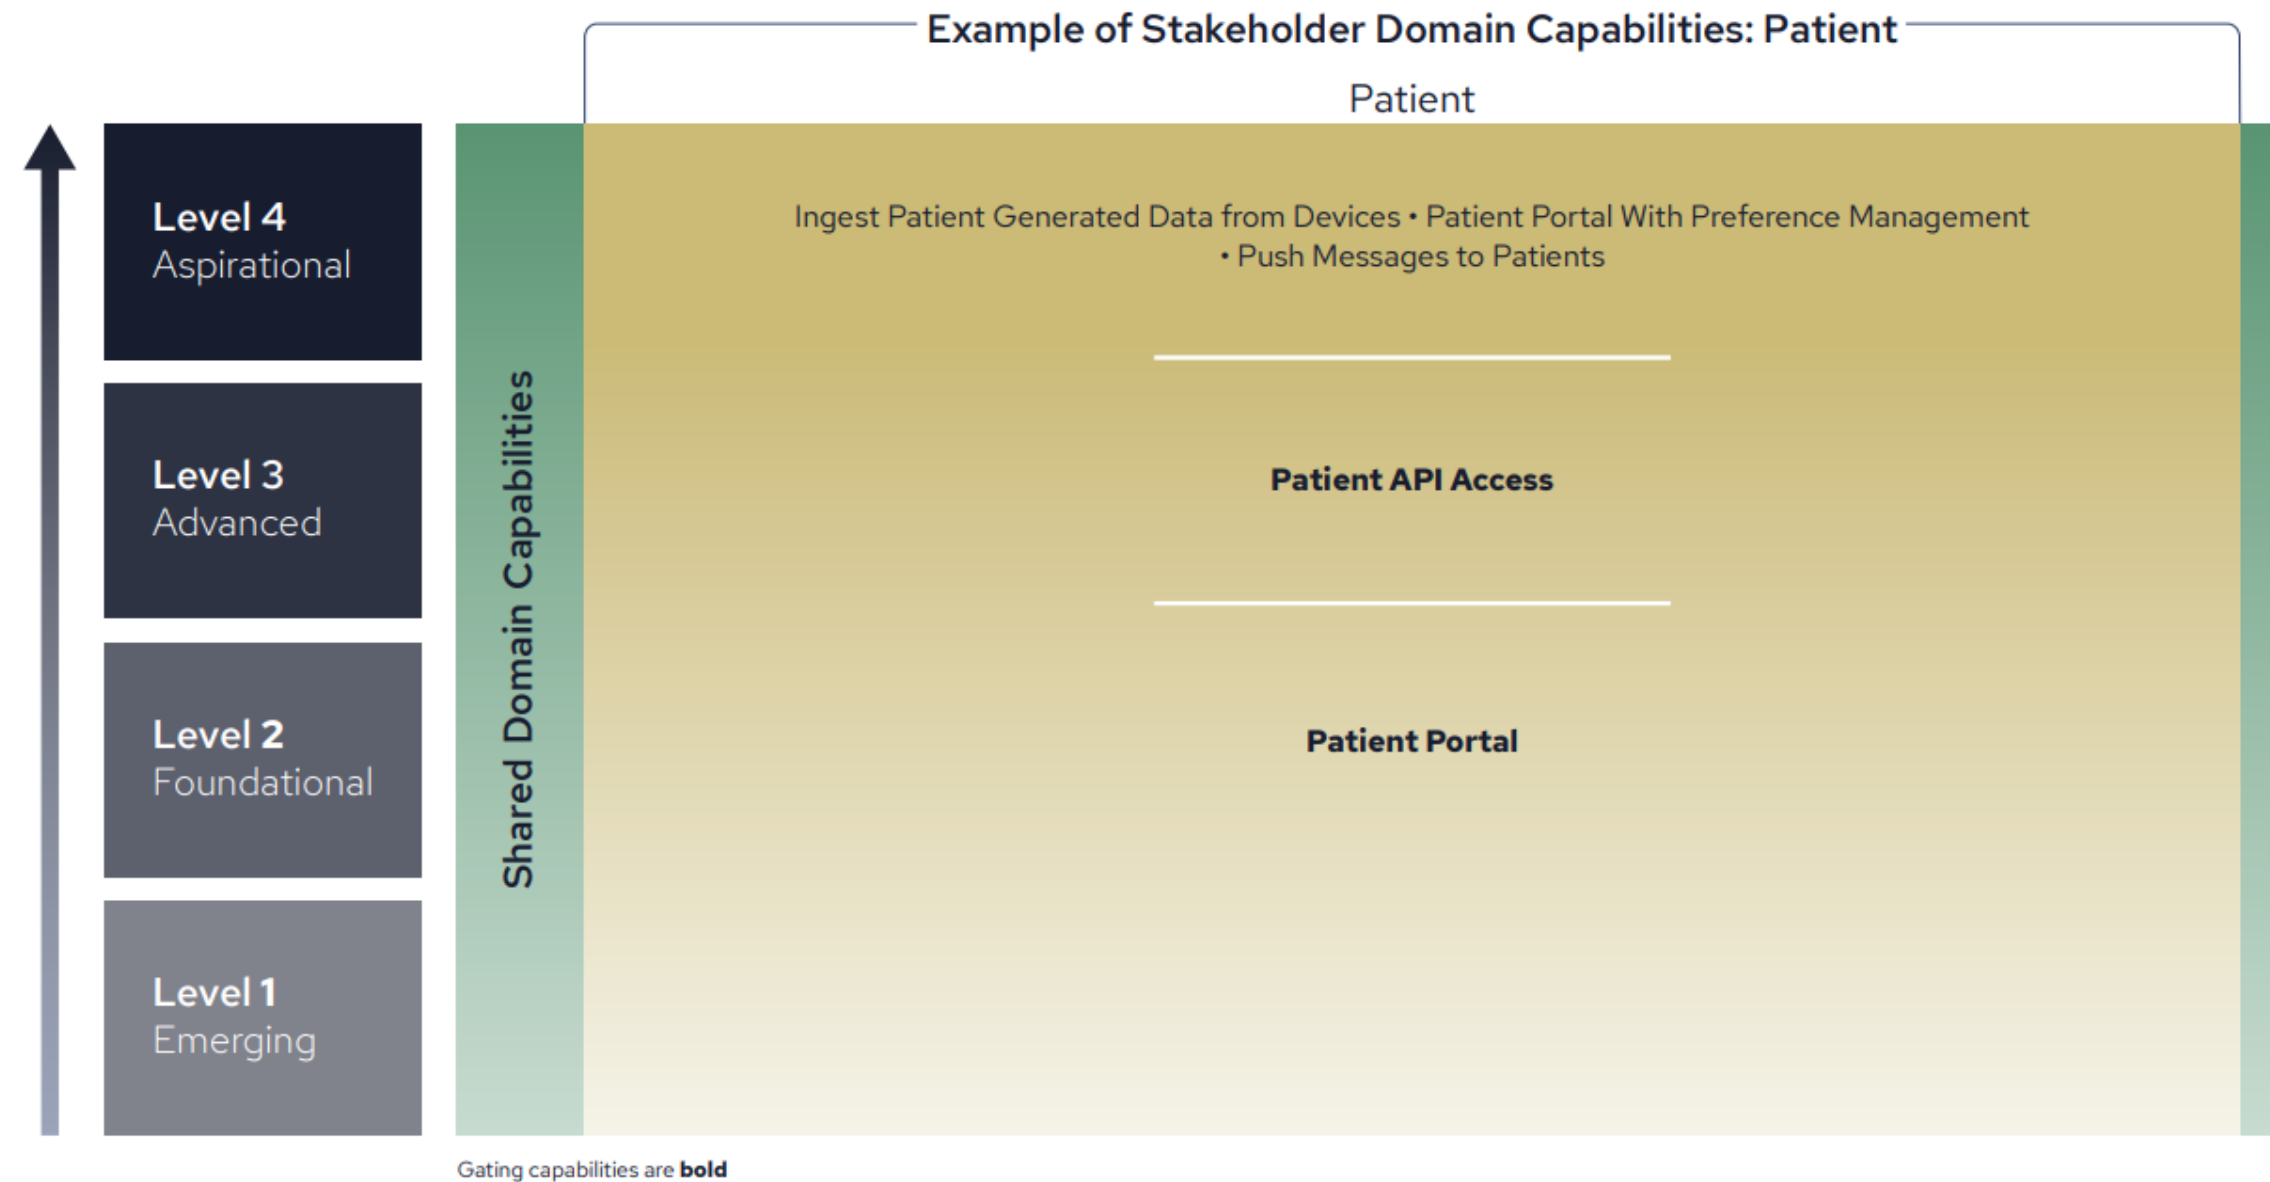 Example of Stakeholder Domain Capabilities: Patient
Patient
Level 4
Aspirational
Ingest Patient Generated Data from Devices • Patient Portal With Preference Management
• Push Messages to Patients
Level 3
Advanced
Patient API Access
Level 2
Foundational
Patient Portal
Level 1
Emerging
Shared Domain Capabilities
Gating capabilities are bold